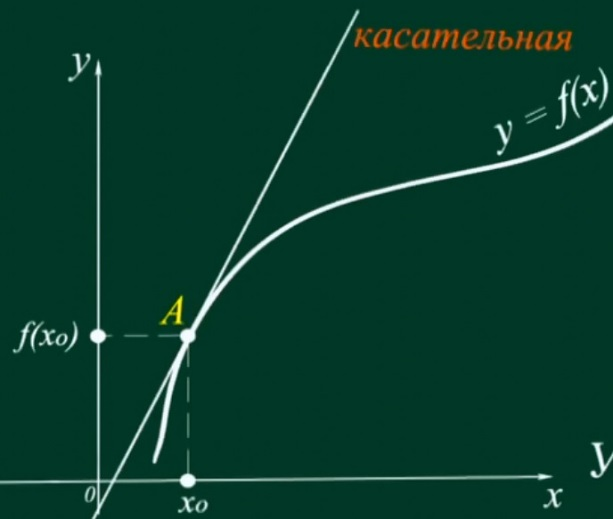 касательная
y
y = f(x)
A
f(x₀)
y
0
x₀
x